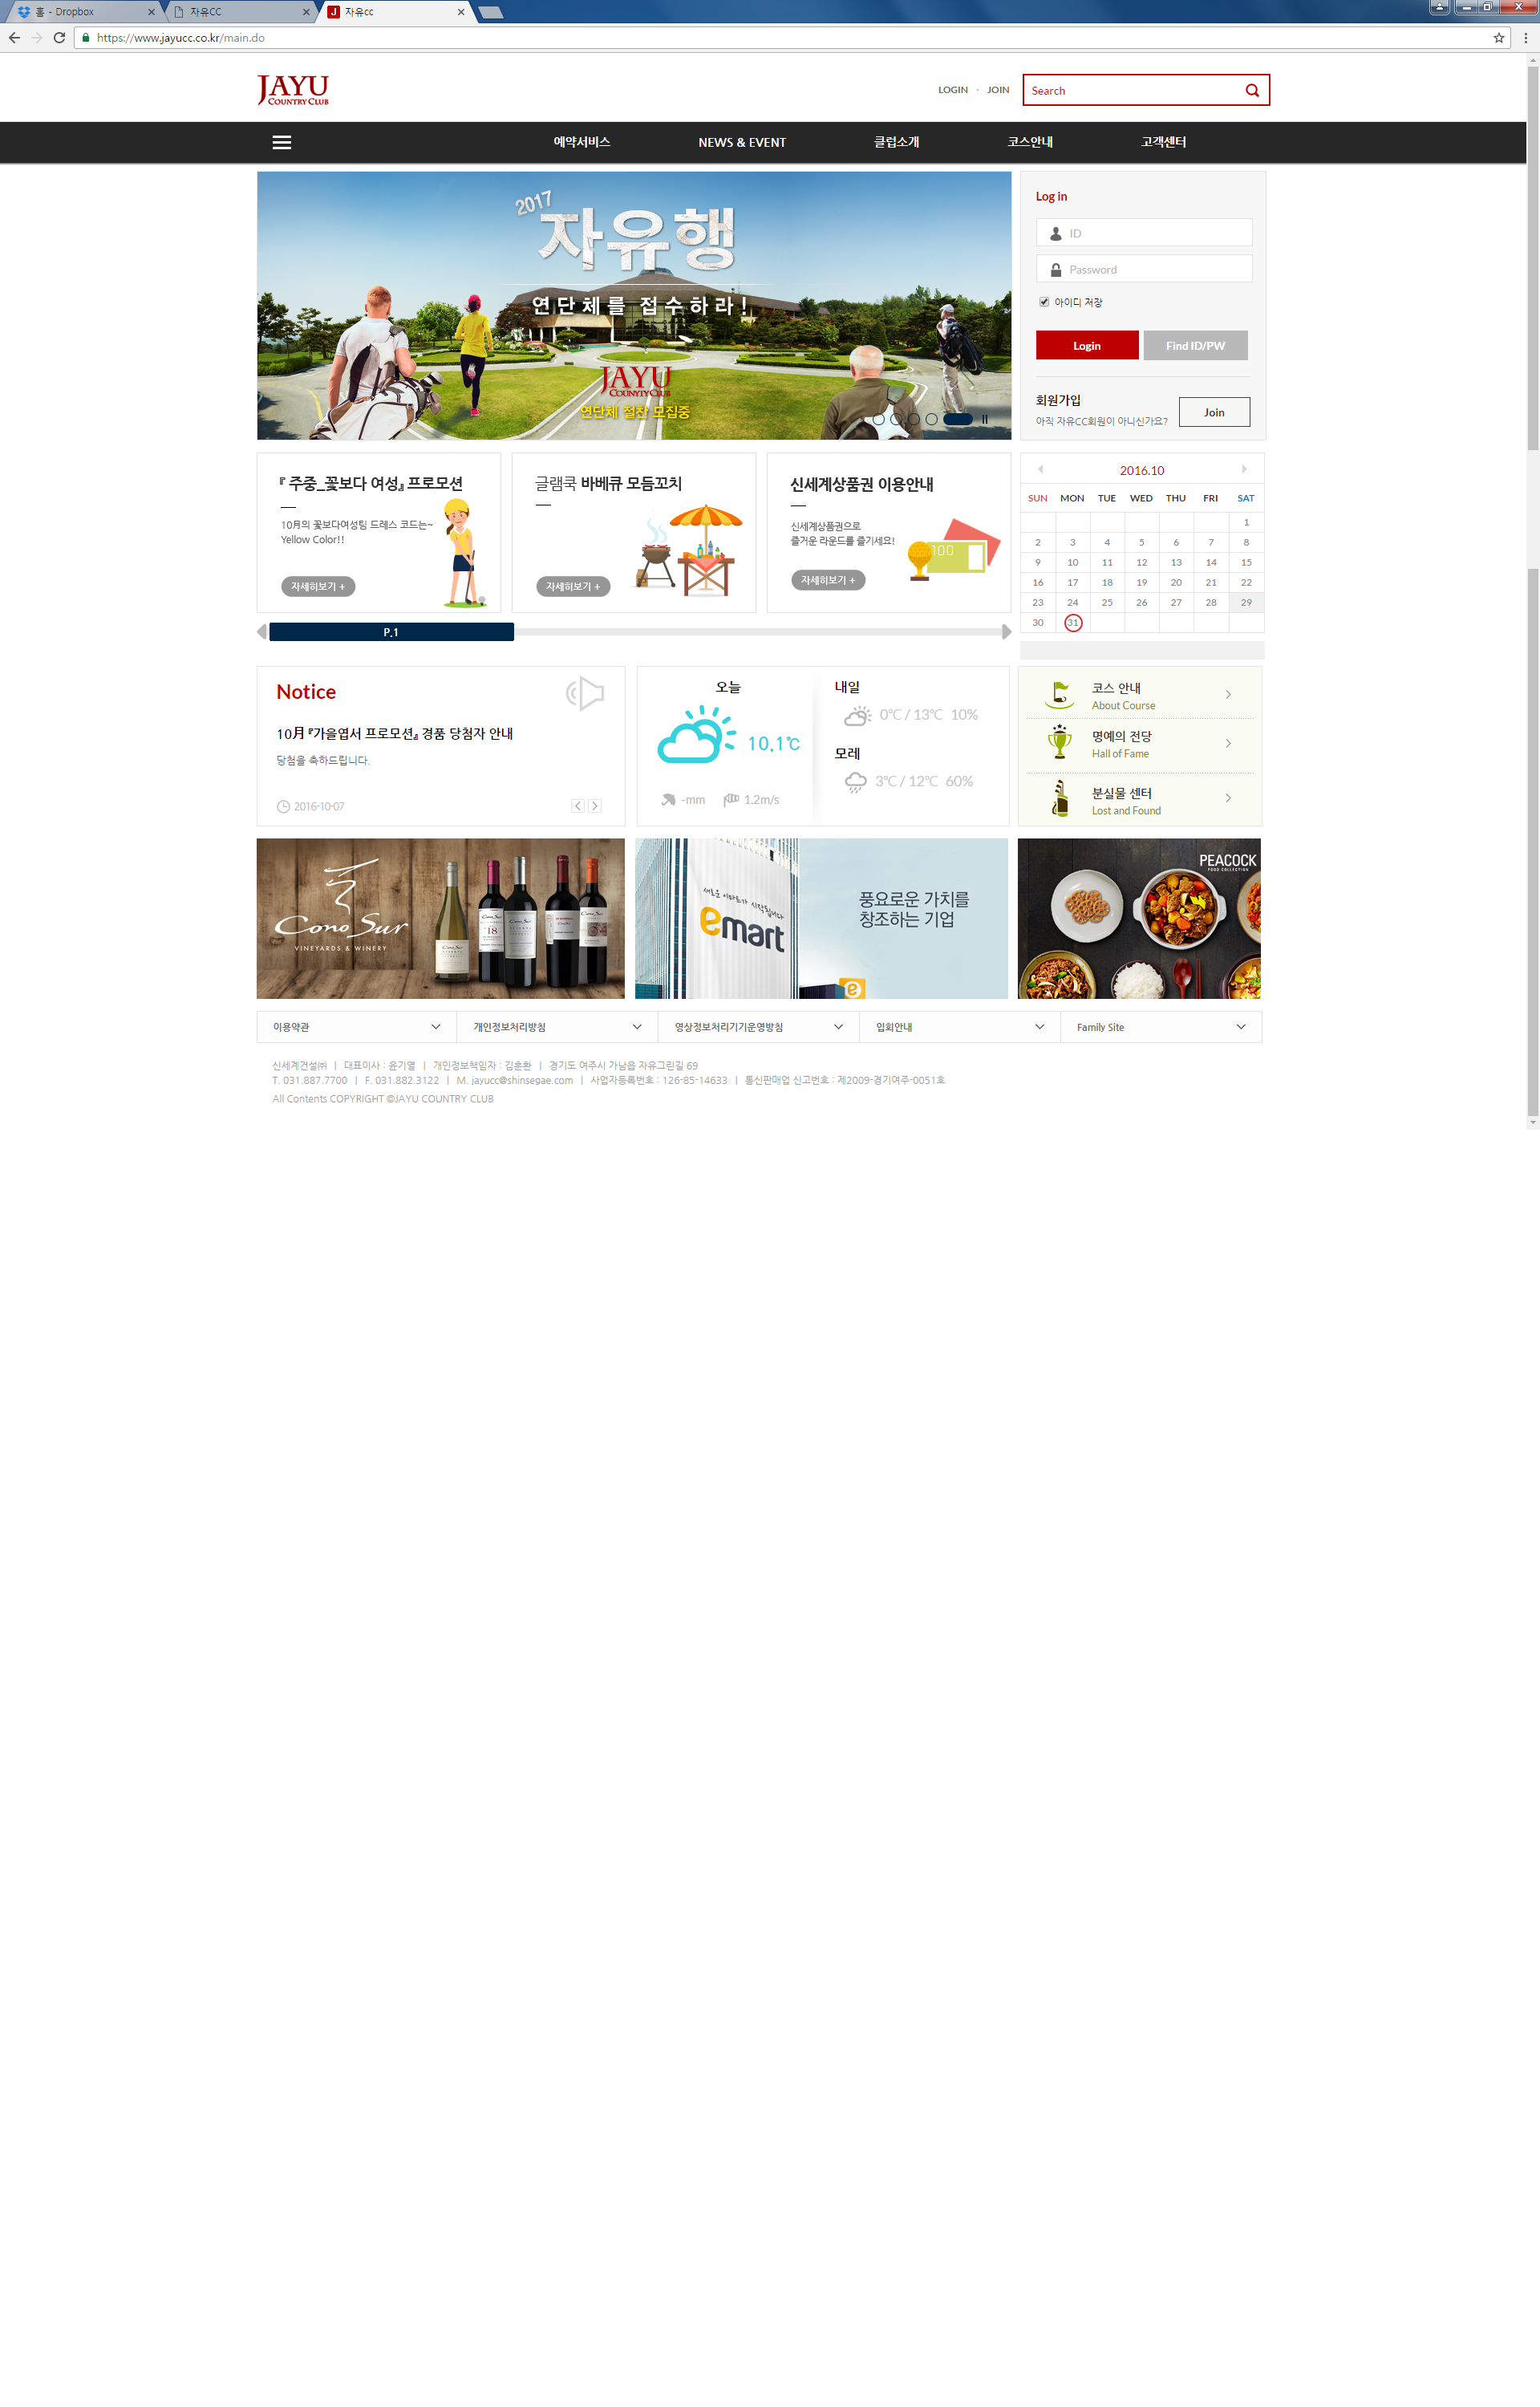 홈 - Dropbox
자유CC
자유cc
https://www.jayucc.co.kr/main.do
JAYU
COUNTRY CLUB
LOGIN · JOIN
Search
예약서비스 NEWS & EVENT 클럽소개 코스안내 고객센터
2017
자유행
연단체를 접수하라!
JAYU
COUNYTYCLUB
연단체 절찬 모집중
Log in
ID
Password
아이디 저장
Login
Find ID/PW
회원가입
아직 자유CC회원이 아니신가요?
Join
『 주중_꽃보다 여성』 프로모션
10月의 꽃보다여성팀 드레스 코드는~
Yellow Color!!
자세히보기 +
글램쿡 바베큐 모듬꼬치
자세히보기 +
신세계상품권 이용안내
신세계상품권으로
즐거운 라운드를 즐기세요!
100
자세히보기 +
P.1
2016.10
SUN MON TUE WED THU FRI SAT
1
2 3 4 5 6 7 8
9 10 11 12 13 14 15
16 17 18 19 20 21 22
23 24 25 26 27 28 29
30 31
Notice
10月『가을엽서 프로모션』 경품 당첨자 안내
당첨을 축하드립니다.
2016-10-07
오늘
10.1℃
-mm 1.2m/s
내일
0℃ / 13℃ 10%
모레
3℃ / 12℃ 60%
코스 안내
About Course
명예의 전당
Hall of Fame
분실물 센터
Lost and Found
Cono Sur
VINEYARDS & WINERY
새로운 이마트가 시작됩니다
emart
풍요로운 가치를
창조하는 기업
PEACOCK
FOOD COLLECTION
이용약관
개인정보처리방침
영상정보처리기기운영방침
입회안내
Family Site
신세계건설㈜ | 대표이사 : 윤기열 | 개인정보책임자 : 김훈환 | 경기도 여주시 가남읍 자유그린길 69
T. 031.887.7700 | F. 031.882.3122 | M. jayucc@shinsegae.com | 사업자등록번호 : 126-85-14633 | 통신판매업 신고번호 : 제2009-경기여주-0051호
All Contents COPYRIGHT ©JAYU COUNTRY CLUB